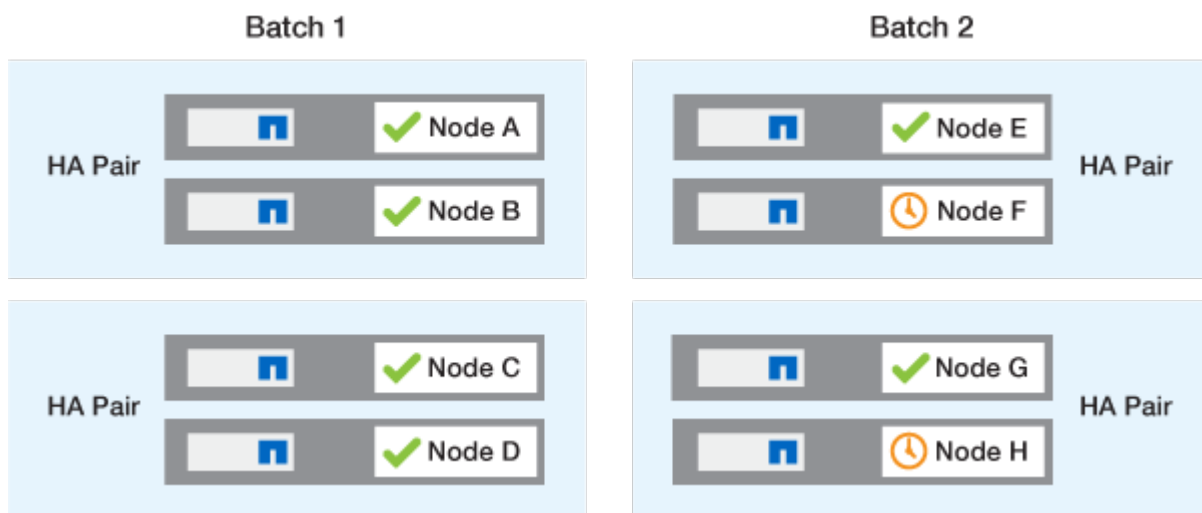 Batch 1
Batch 2
HA Pair
Node A
Node B
Node E
Node F
HA Pair
HA Pair
Node C
Node D
Node G
Node H
HA Pair